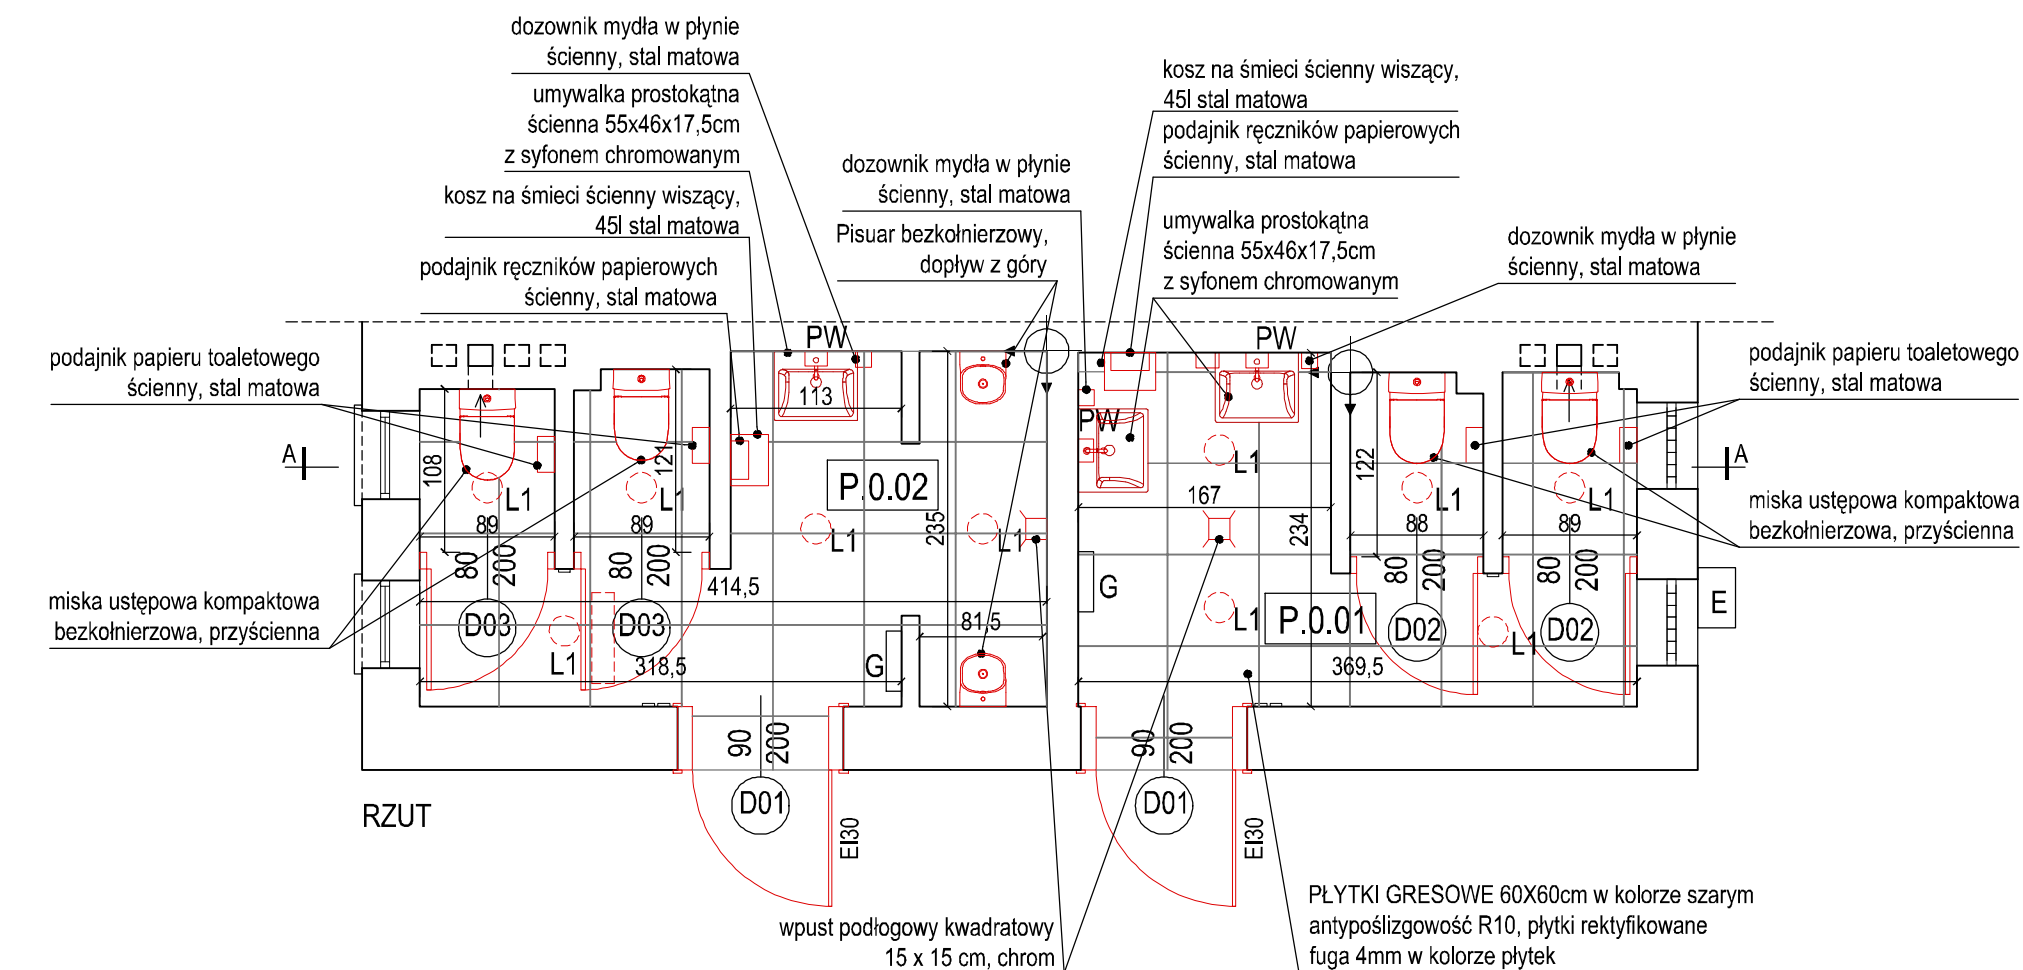 dozownik mydła w płynie
ścienny, stal matowa
umywalka prostokątna
ścienna 55x46x17,5cm
z syfonem chromowanym
kosz na śmieci ścienny wiszący,
45l stal matowa
podajnik ręczników papierowych
ścienny, stal matowa
podajnik papieru toaletowego
ścienny, stal matowa
miska ustępowa kompaktowa
bezkołnierzowa, przyścienna
dozownik mydła w płynie
ścienny, stal matowa
Pisuar bezkołnierzowy,
dopływ z góry
kosz na śmieci ścienny wiszący,
45l stal matowa
podajnik ręczników papierowych
ścienny, stal matowa
umywalka prostokątna
ścienna 55x46x17,5cm
z syfonem chromowanym
dozownik mydła w płynie
ścienny, stal matowa
podajnik papieru toaletowego
ścienny, stal matowa
miska ustępowa kompaktowa
bezkołnierzowa, przyścienna
PW
PW
PW
A
A
113
108
121
122
P.0.02
L1
L1
L1
L1
L1
L1
L1
L1
89
89
235
167
234
88
89
80
200
80
200
80
200
80
200
414,5
G
E
D03
D03
81,5
P.0.01
D02
D02
L1
L1
318,5
G
369,5
90
200
90
200
D01
D01
EI30
EI30
RZUT
wpust podłogowy kwadratowy
15 x 15 cm, chrom
PŁYTKI GRESOWE 60X60cm w kolorze szarym
antypoślizgowość R10, płytki rektyfikowane
fuga 4mm w kolorze płytek